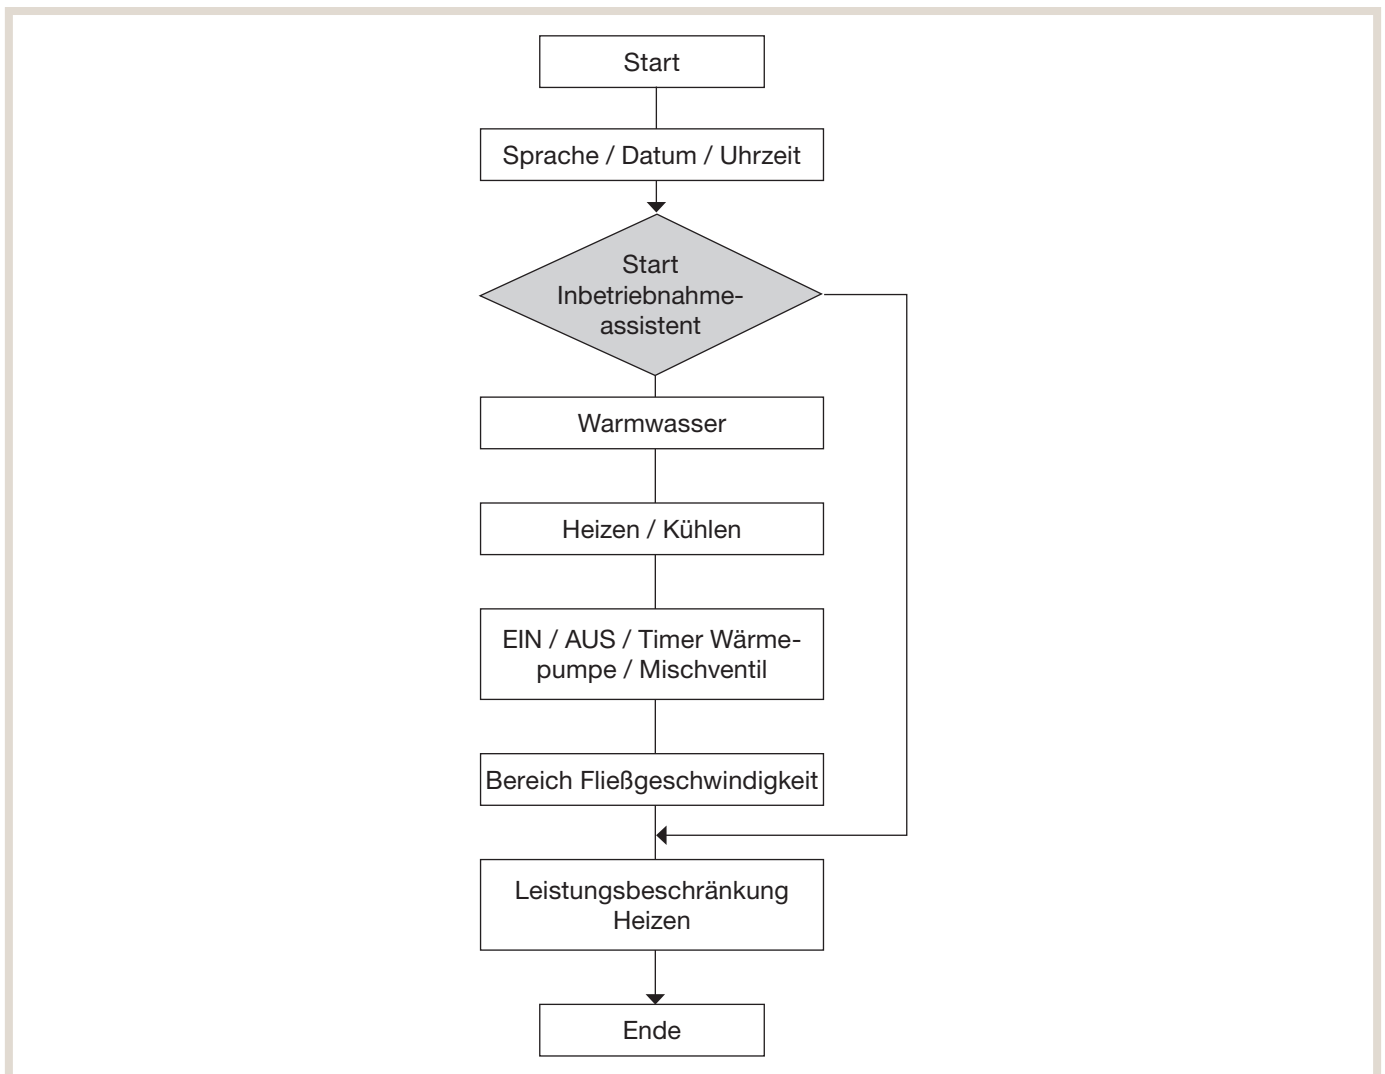 Start
Sprache / Datum / Uhrzeit
Start
Inbetriebnahme-
assistent
Warmwasser
Heizen / Kühlen
EIN / AUS / Timer Wärme-
pumpe / Mischventil
Bereich Fließgeschwindigkeit
Leistungsbeschränkung
Heizen
Ende